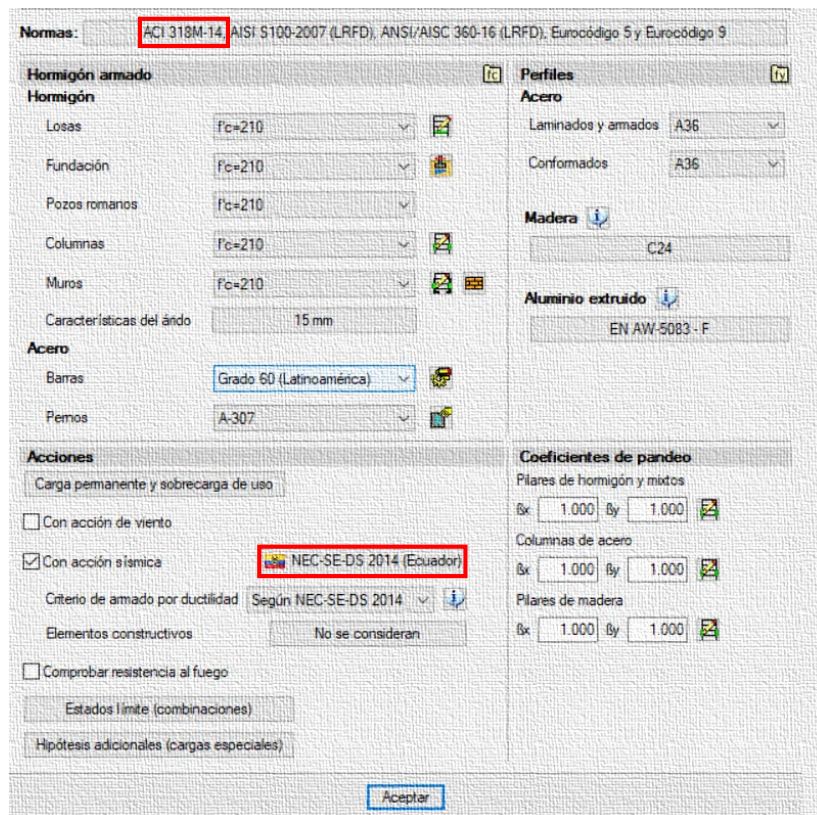 Normas: ACI 318M-14, AISI S100-2007 (LRFD), ANSI/AISC 360-16 (LRFD), Eurocódigo 5 y Eurocódigo 9
Hormigón armado fc
Hormigón
Losas f'c=210
Fundación f'c=210
Pozos romanos f'c=210
Columnas f'c=210
Muros f'c=210
Características del árido 15 mm
Acero
Barras Grado 60 (Latinoamérica)
Pernos A-307
Perfiles fy
Acero
Laminados y armados A36
Conformados A36
Madera
C24
Aluminio extruido
EN AW-5083 - F
Acciones
Carga permanente y sobrecarga de uso
Con acción de viento
Con acción sísmica NEC-SE-DS 2014 (Ecuador)
Criterio de armado por ductilidad Según NEC-SE-DS 2014
Elementos constructivos No se consideran
Comprobar resistencia al fuego
Estados límite (combinaciones)
Hipótesis adicionales (cargas especiales)
Coeficientes de pandeo
Pilares de hormigón y mixtos
ßx 1.000 ßy 1.000
Columnas de acero
ßx 1.000 ßy 1.000
Pilares de madera
ßx 1.000 ßy 1.000
Aceptar